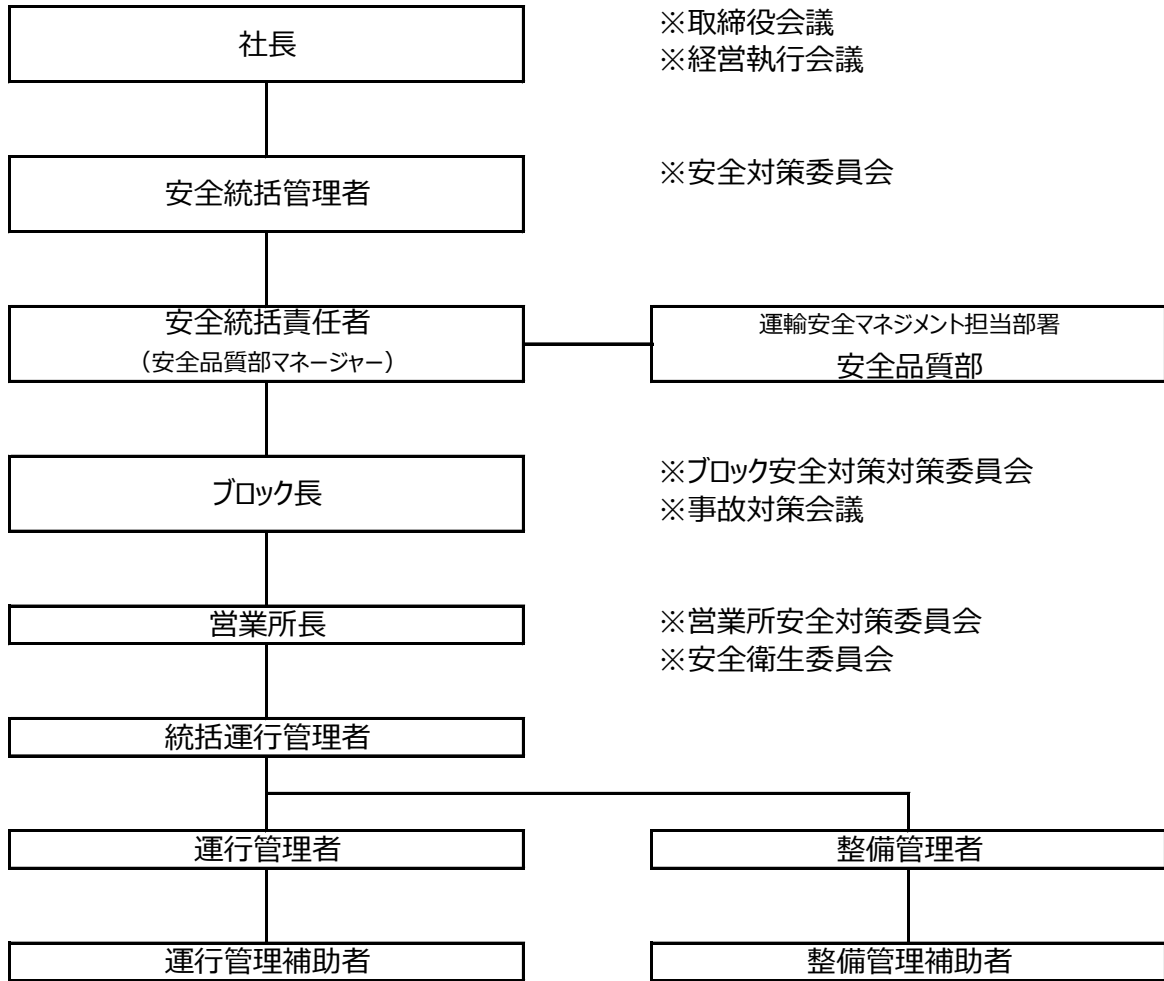 社長
※取締役会議
※経営執行会議
安全統括管理者
※安全対策委員会
安全統括責任者
（安全品質部マネージャー）
運輸安全マネジメント担当部署
安全品質部
ブロック長
※ブロック安全対策対策委員会
※事故対策会議
営業所長
※営業所安全対策委員会
※安全衛生委員会
統括運行管理者
運行管理者
整備管理者
運行管理補助者
整備管理補助者